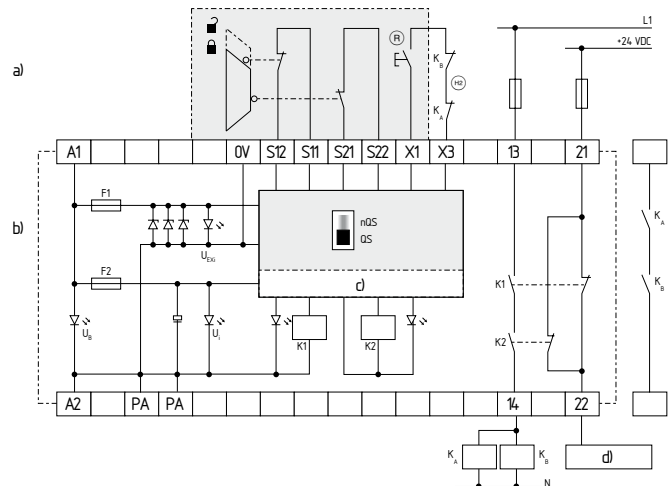 L1
+24 VDC
a)
R
K_B
H2
K_A
A1 0V S12 S11 S21 S22 X1 X3 13 21
b)
F1
U_EXi
nQS
QS
c)
F2
U_B
U_i
K1
K2
K1
K2
K_A
K_B
A2 PA PA 14 22
K_A
K_B
d)
N